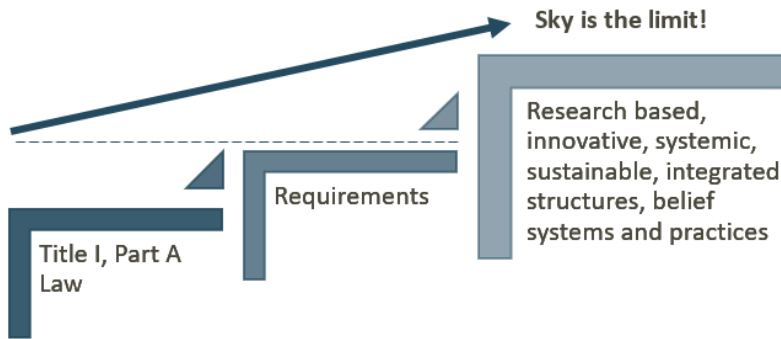 Sky is the limit!
Research based,
innovative, systemic,
sustainable, integrated
structures, belief
systems and practices
Requirements
Title I, Part A
Law